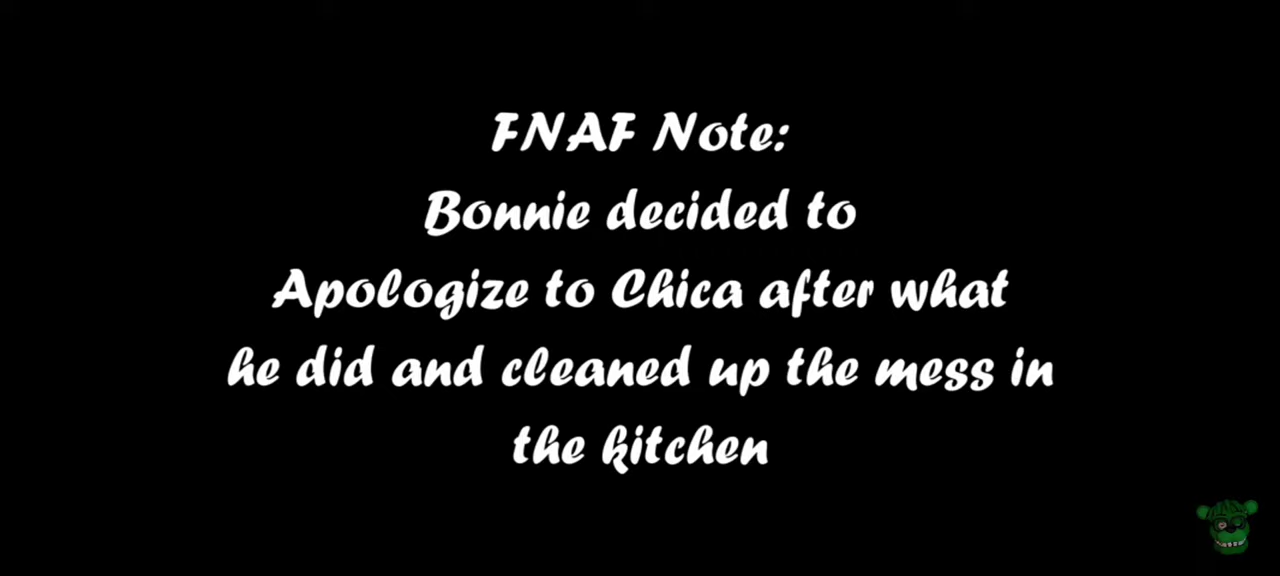 FNAF Note:
Bonnie decided to
Apologize to Chica after what
he did and cleaned up the mess in
the kitchen